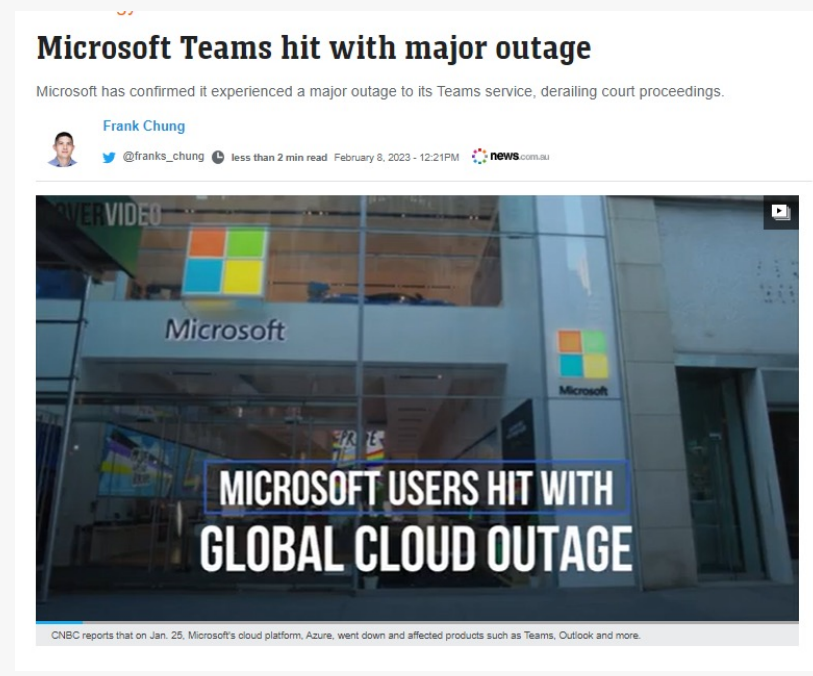 Microsoft Teams hit with major outage
Microsoft has confirmed it experienced a major outage to its Teams service, derailing court proceedings.
Frank Chung
@franks_chung less than 2 min read February 8, 2023 - 12:21PM news.com.au
VERVIDEO
Microsoft
Microsoft
MICROSOFT USERS HIT WITH
GLOBAL CLOUD OUTAGE
CNBC reports that on Jan. 25, Microsoft's cloud platform, Azure, went down and affected products such as Teams, Outlook and more.